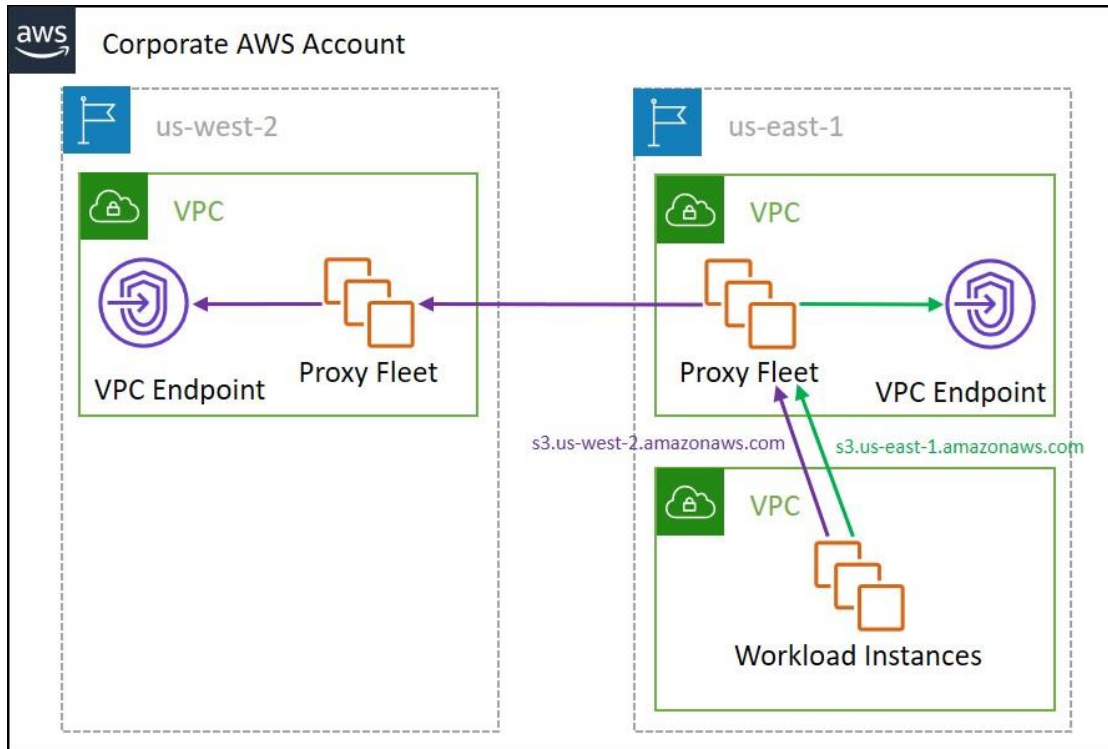 aws
Corporate AWS Account
us-west-2
us-east-1
VPC
VPC
VPC Endpoint
Proxy Fleet
Proxy Fleet
VPC Endpoint
s3.us-west-2.amazonaws.com
s3.us-east-1.amazonaws.com
VPC
Workload Instances